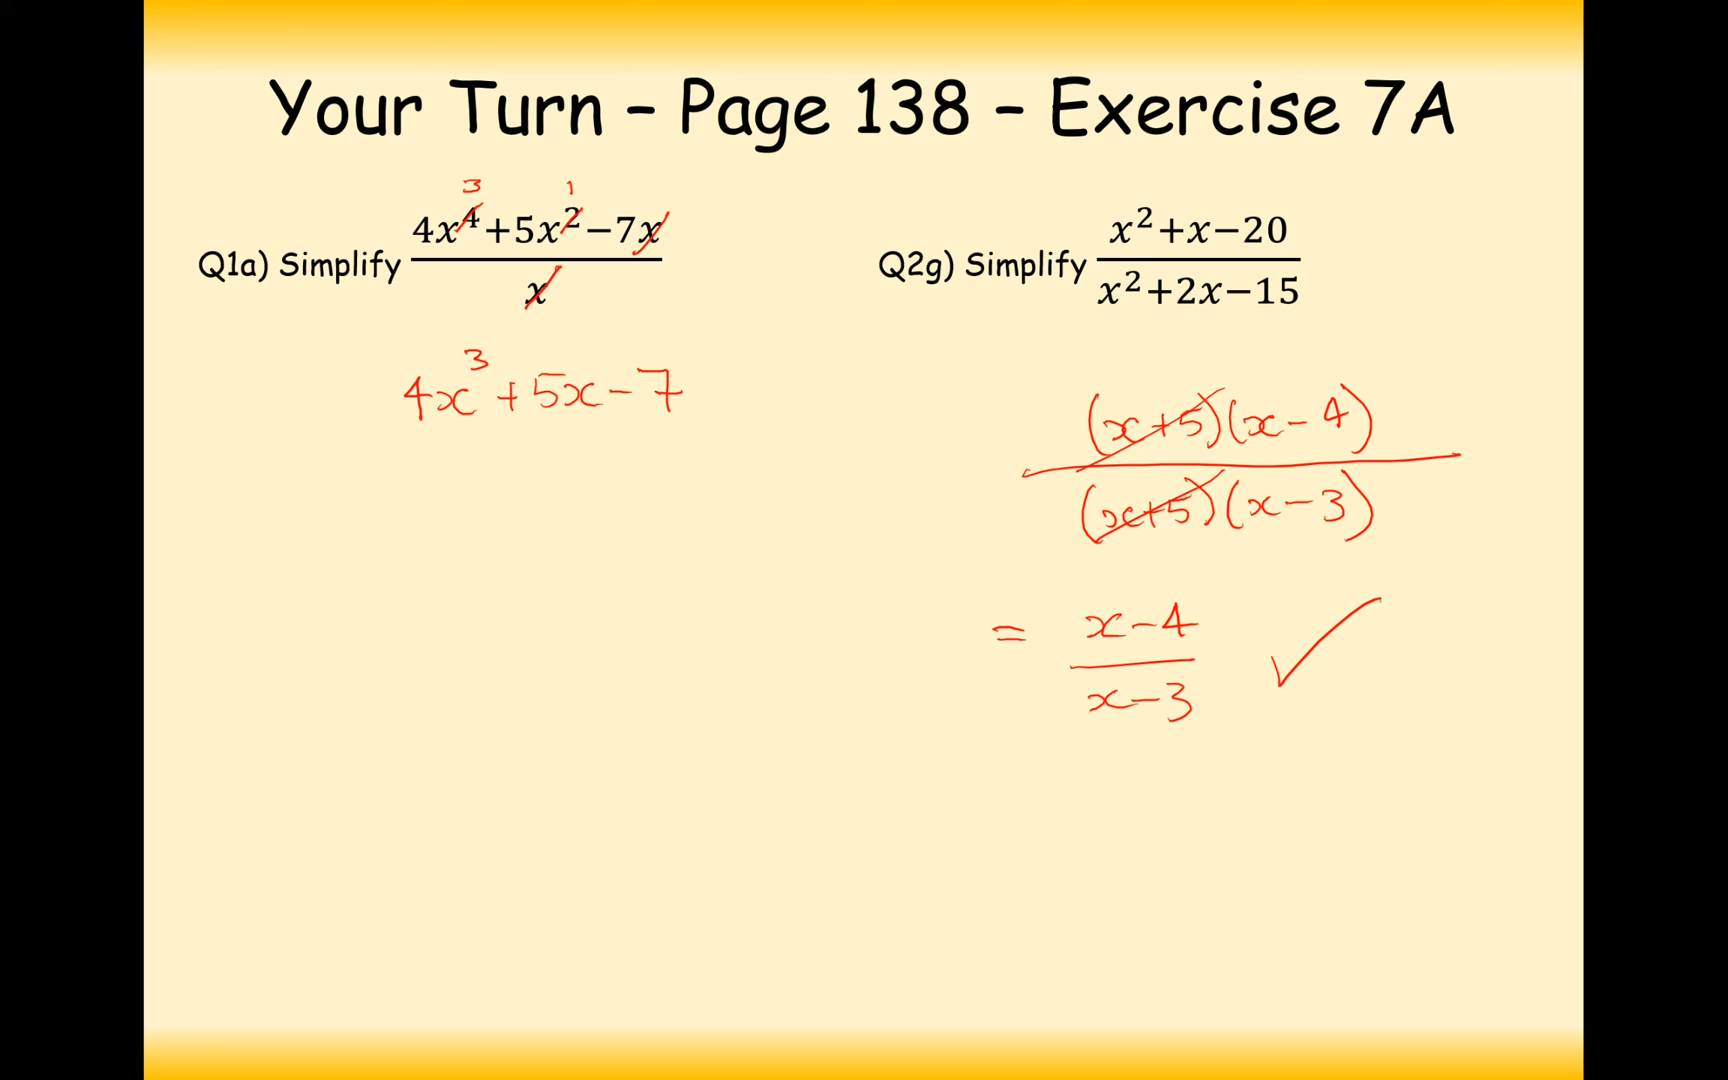 Your Turn – Page 138 – Exercise 7A
3 1
Q1a) Simplify (4x⁴+5x²−7x)/x
4x³ + 5x − 7
Q2g) Simplify (x²+x−20)/(x²+2x−15)
(x+5)(x−4)
(x+5)(x−3)
= x−4 ✓
x−3